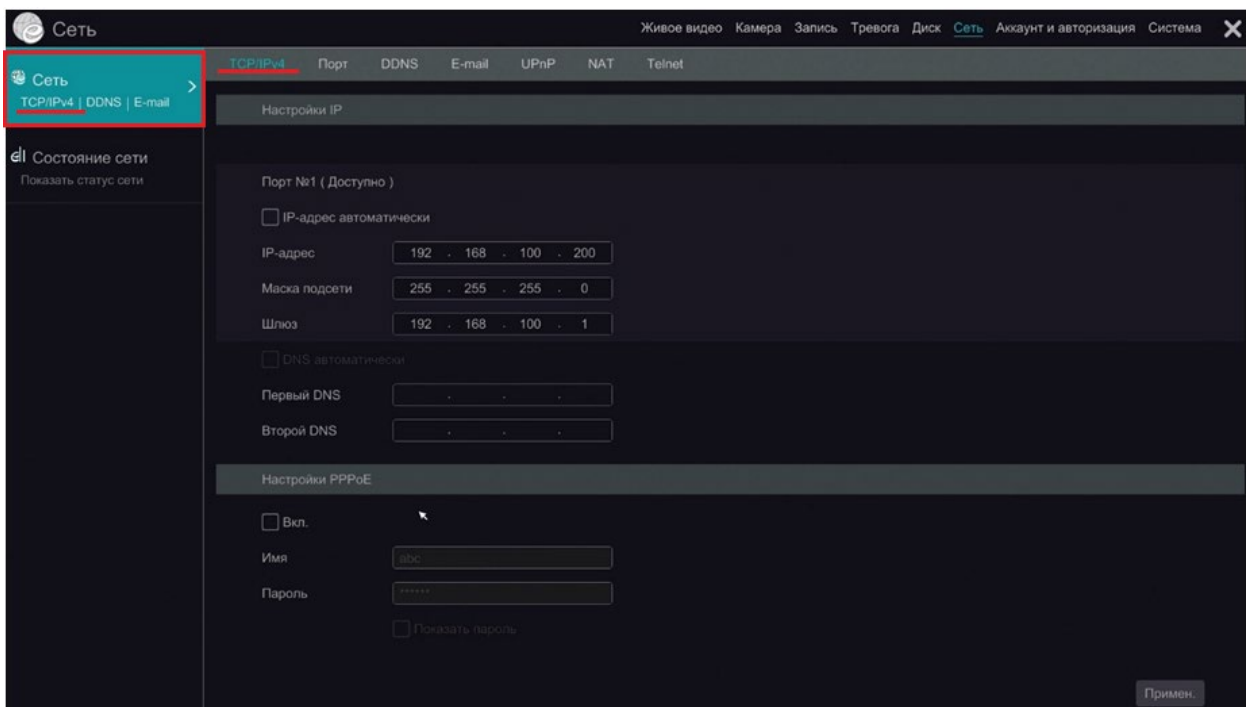 Сеть
Живое видео Камера Запись Тревога Диск Сеть Аккаунт и авторизация Система
Сеть
TCP/IPv4 | DDNS | E-mail
Состояние сети
Показать статус сети
TCP/IPv4 Порт DDNS E-mail UPnP NAT Telnet
Настройки IP
Порт №1 ( Доступно )
IP-адрес автоматически
IP-адрес 192 . 168 . 100 . 200
Маска подсети 255 . 255 . 255 . 0
Шлюз 192 . 168 . 100 . 1
DNS автоматически
Первый DNS . . .
Второй DNS . . .
Настройки PPPoE
Вкл.
Имя abc
Пароль ******
Показать пароль
Примен.